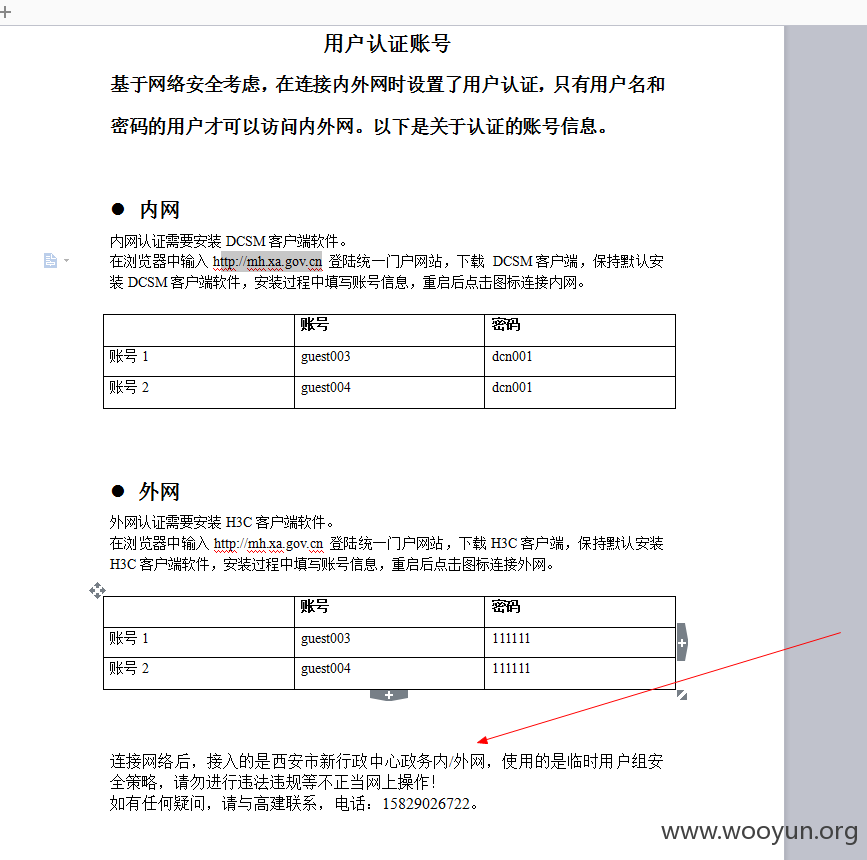 用户认证账号
基于网络安全考虑，在连接内外网时设置了用户认证，只有用户名和
密码的用户才可以访问内外网。以下是关于认证的账号信息。
● 内网
内网认证需要安装 DCSM 客户端软件。
在浏览器中输入 http://mh.xa.gov.cn 登陆统一门户网站，下载 DCSM 客户端，保持默认安
装 DCSM 客户端软件，安装过程中填写账号信息，重启后点击图标连接内网。
账号 密码
账号 1 guest003 dcn001
账号 2 guest004 dcn001
● 外网
外网认证需要安装 H3C 客户端软件。
在浏览器中输入 http://mh.xa.gov.cn 登陆统一门户网站，下载 H3C 客户端，保持默认安装
H3C 客户端软件，安装过程中填写账号信息，重启后点击图标连接外网。
账号 密码
账号 1 guest003 111111
账号 2 guest004 111111
连接网络后，接入的是西安市新行政中心政务内/外网，使用的是临时用户组安
全策略，请勿进行违法违规等不正当网上操作！
如有任何疑问，请与高建联系，电话：15829026722。
www.wooyun.org